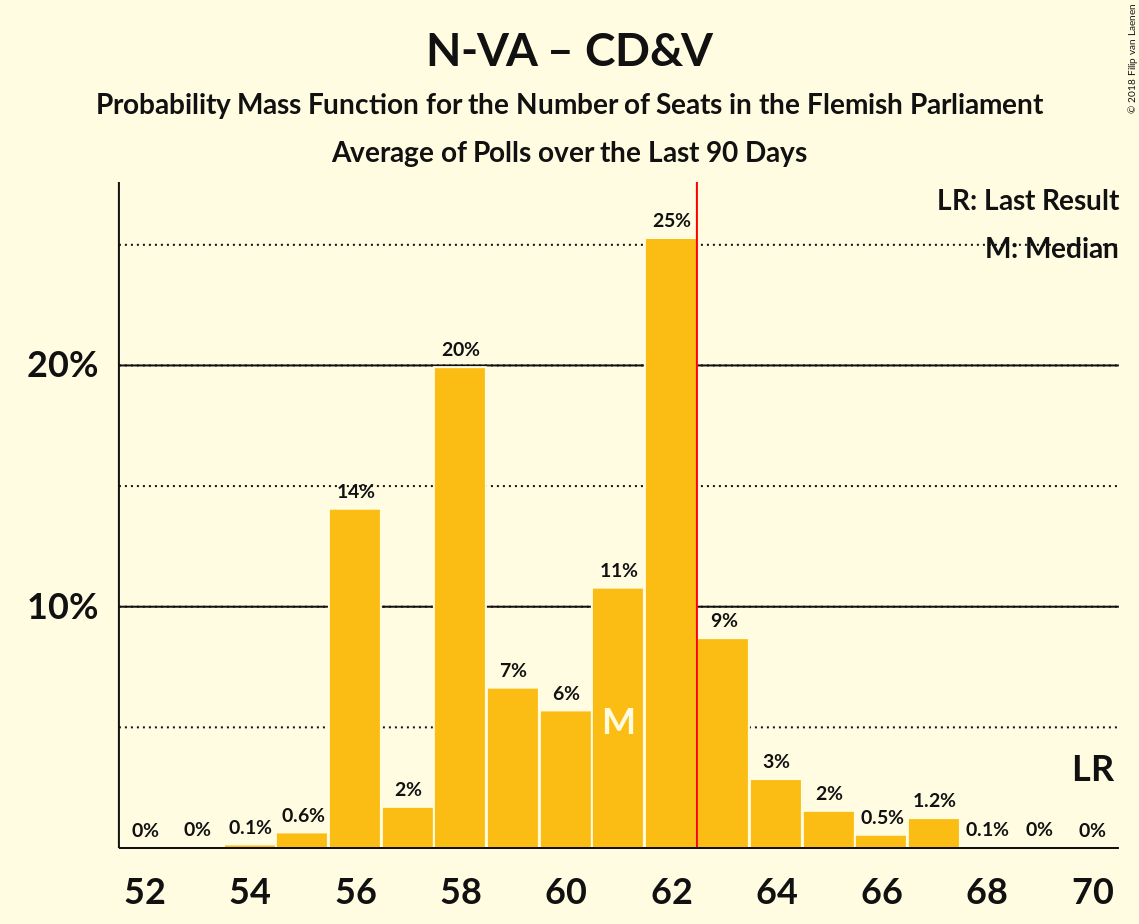 N-VA – CD&V
Probability Mass Function for the Number of Seats in the Flemish Parliament
Average of Polls over the Last 90 Days
© 2018 Filip van Laenen
LR: Last Result
M: Median
20%
10%
0%
0%
0.1%
0.6%
14%
2%
20%
7%
6%
11%
25%
9%
3%
2%
0.5%
1.2%
0.1%
0%
0%
M
LR
52 54 56 58 60 62 64 66 68 70